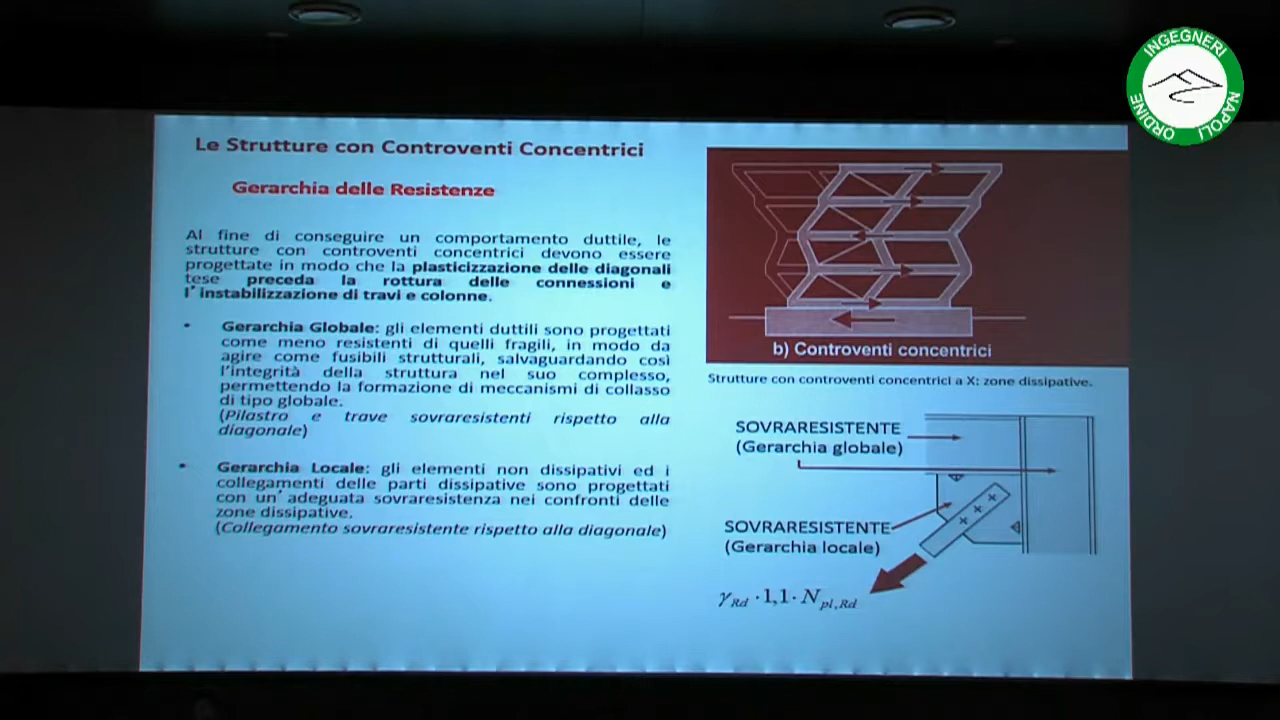 INGEGNERI
NAPOLI
ORDINE
Le Strutture con Controventi Concentrici
Gerarchia delle Resistenze
Al fine di conseguire un comportamento duttile, le
strutture con controventi concentrici devono essere
progettate in modo che la plasticizzazione delle diagonali
tese preceda la rottura delle connessioni e
l'instabilizzazione di travi e colonne.
• Gerarchia Globale: gli elementi duttili sono progettati
come meno resistenti di quelli fragili, in modo da
agire come fusibili strutturali, salvaguardando così
l'integrità della struttura nel suo complesso,
permettendo la formazione di meccanismi di collasso
di tipo globale.
(Pilastro e trave sovraresistenti rispetto alla
diagonale)
• Gerarchia Locale: gli elementi non dissipativi ed i
collegamenti delle parti dissipative sono progettati
con un'adeguata sovraresistenza nei confronti delle
zone dissipative.
(Collegamento sovraresistente rispetto alla diagonale)
b) Controventi concentrici
Strutture con controventi concentrici a X: zone dissipative.
SOVRARESISTENTE
(Gerarchia globale)
SOVRARESISTENTE
(Gerarchia locale)
γRd · 1,1 · Npl,Rd